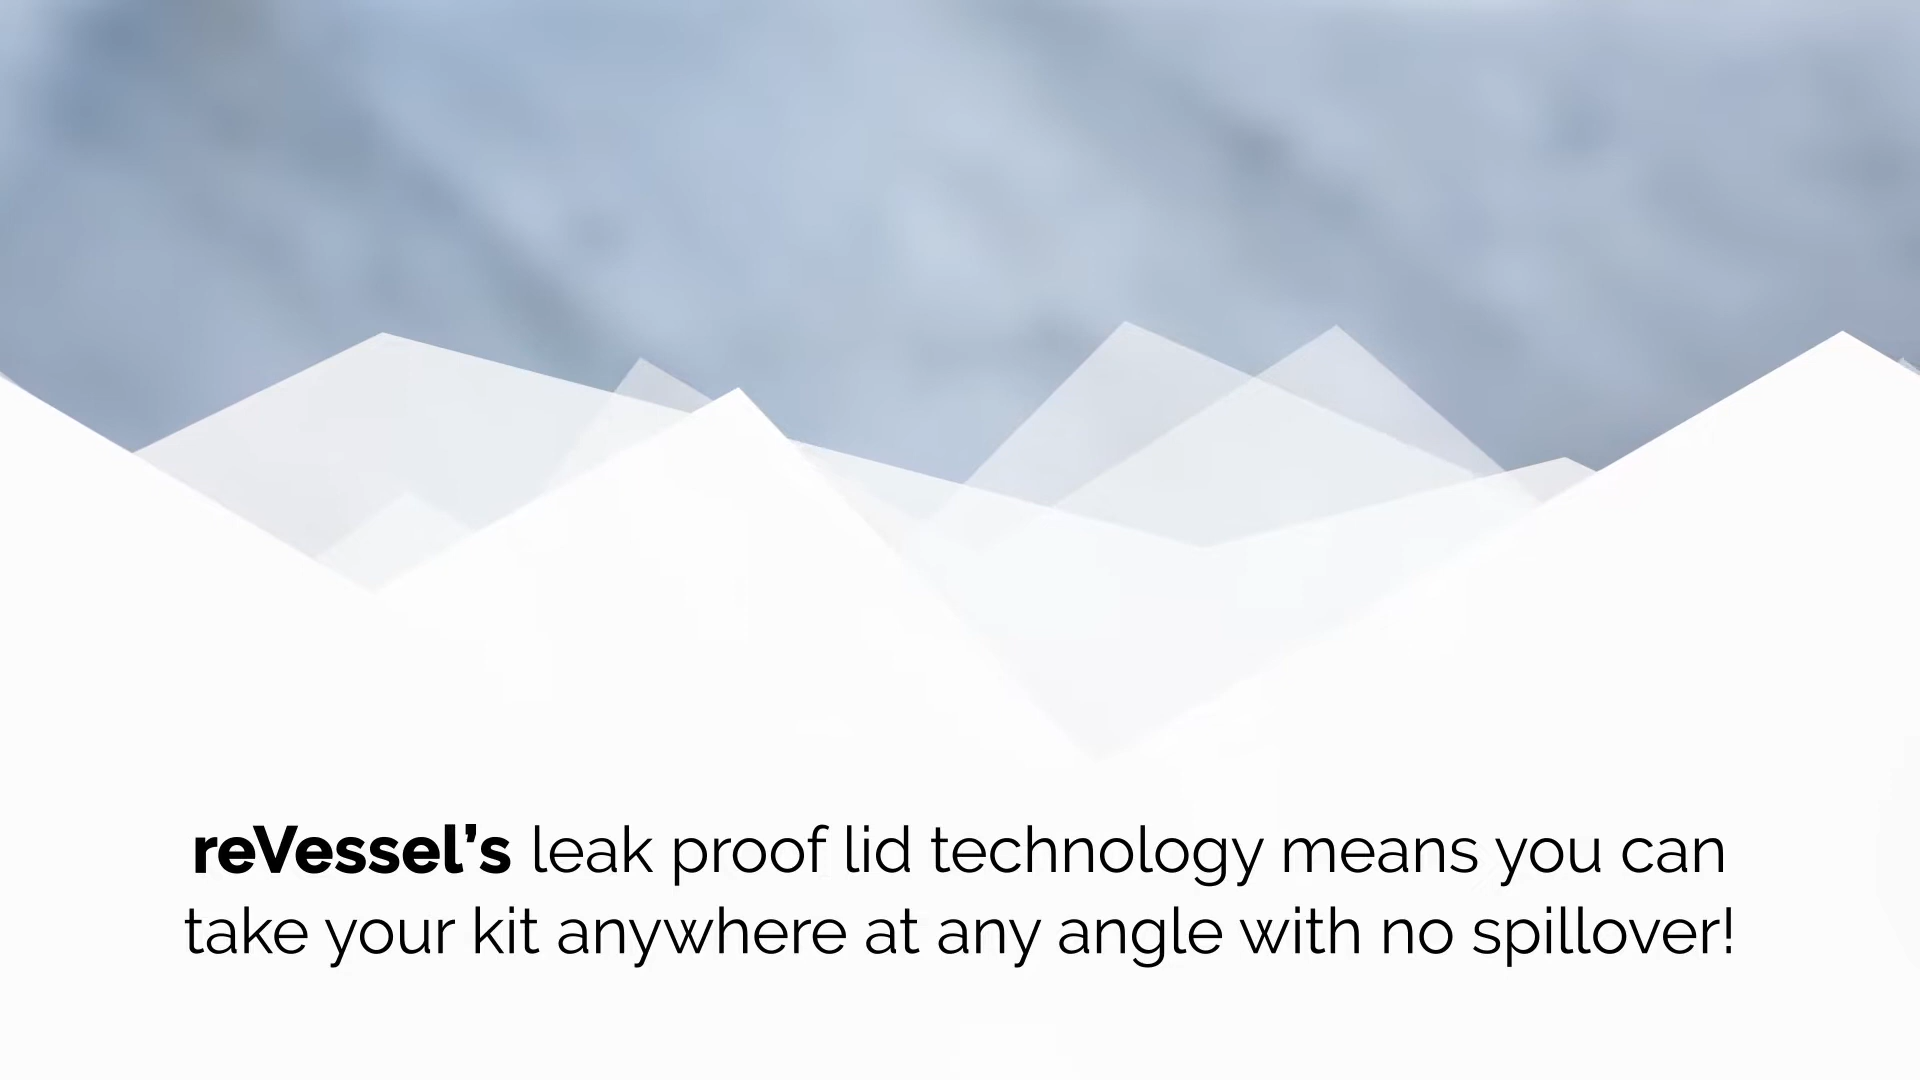 reVessel’s leak proof lid technology means you can
take your kit anywhere at any angle with no spillover!